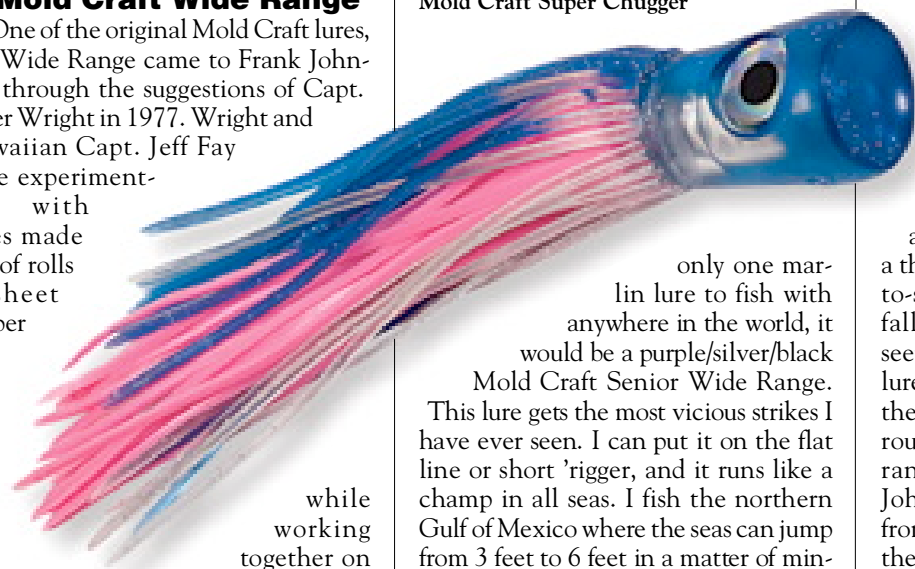 Mold Craft Wide Range
One of the original Mold Craft lures,
Wide Range came to Frank John-
through the suggestions of Capt.
Wright in 1977. Wright and
Capt. Jeff Fay
experiment-
with
made
of rolls
while
working
together on
Mold Craft Super Chugger
only one mar-
lin lure to fish with
anywhere in the world, it
would be a purple/silver/black
Mold Craft Senior Wide Range.
This lure gets the most vicious strikes I
have ever seen. I can put it on the flat
line or short ’rigger, and it runs like a
champ in all seas. I fish the northern
Gulf of Mexico where the seas can jump
from 3 feet to 6 feet in a matter of min-
a th
to-s
fall
see
lure
the
rou
ran
Joh
from
the